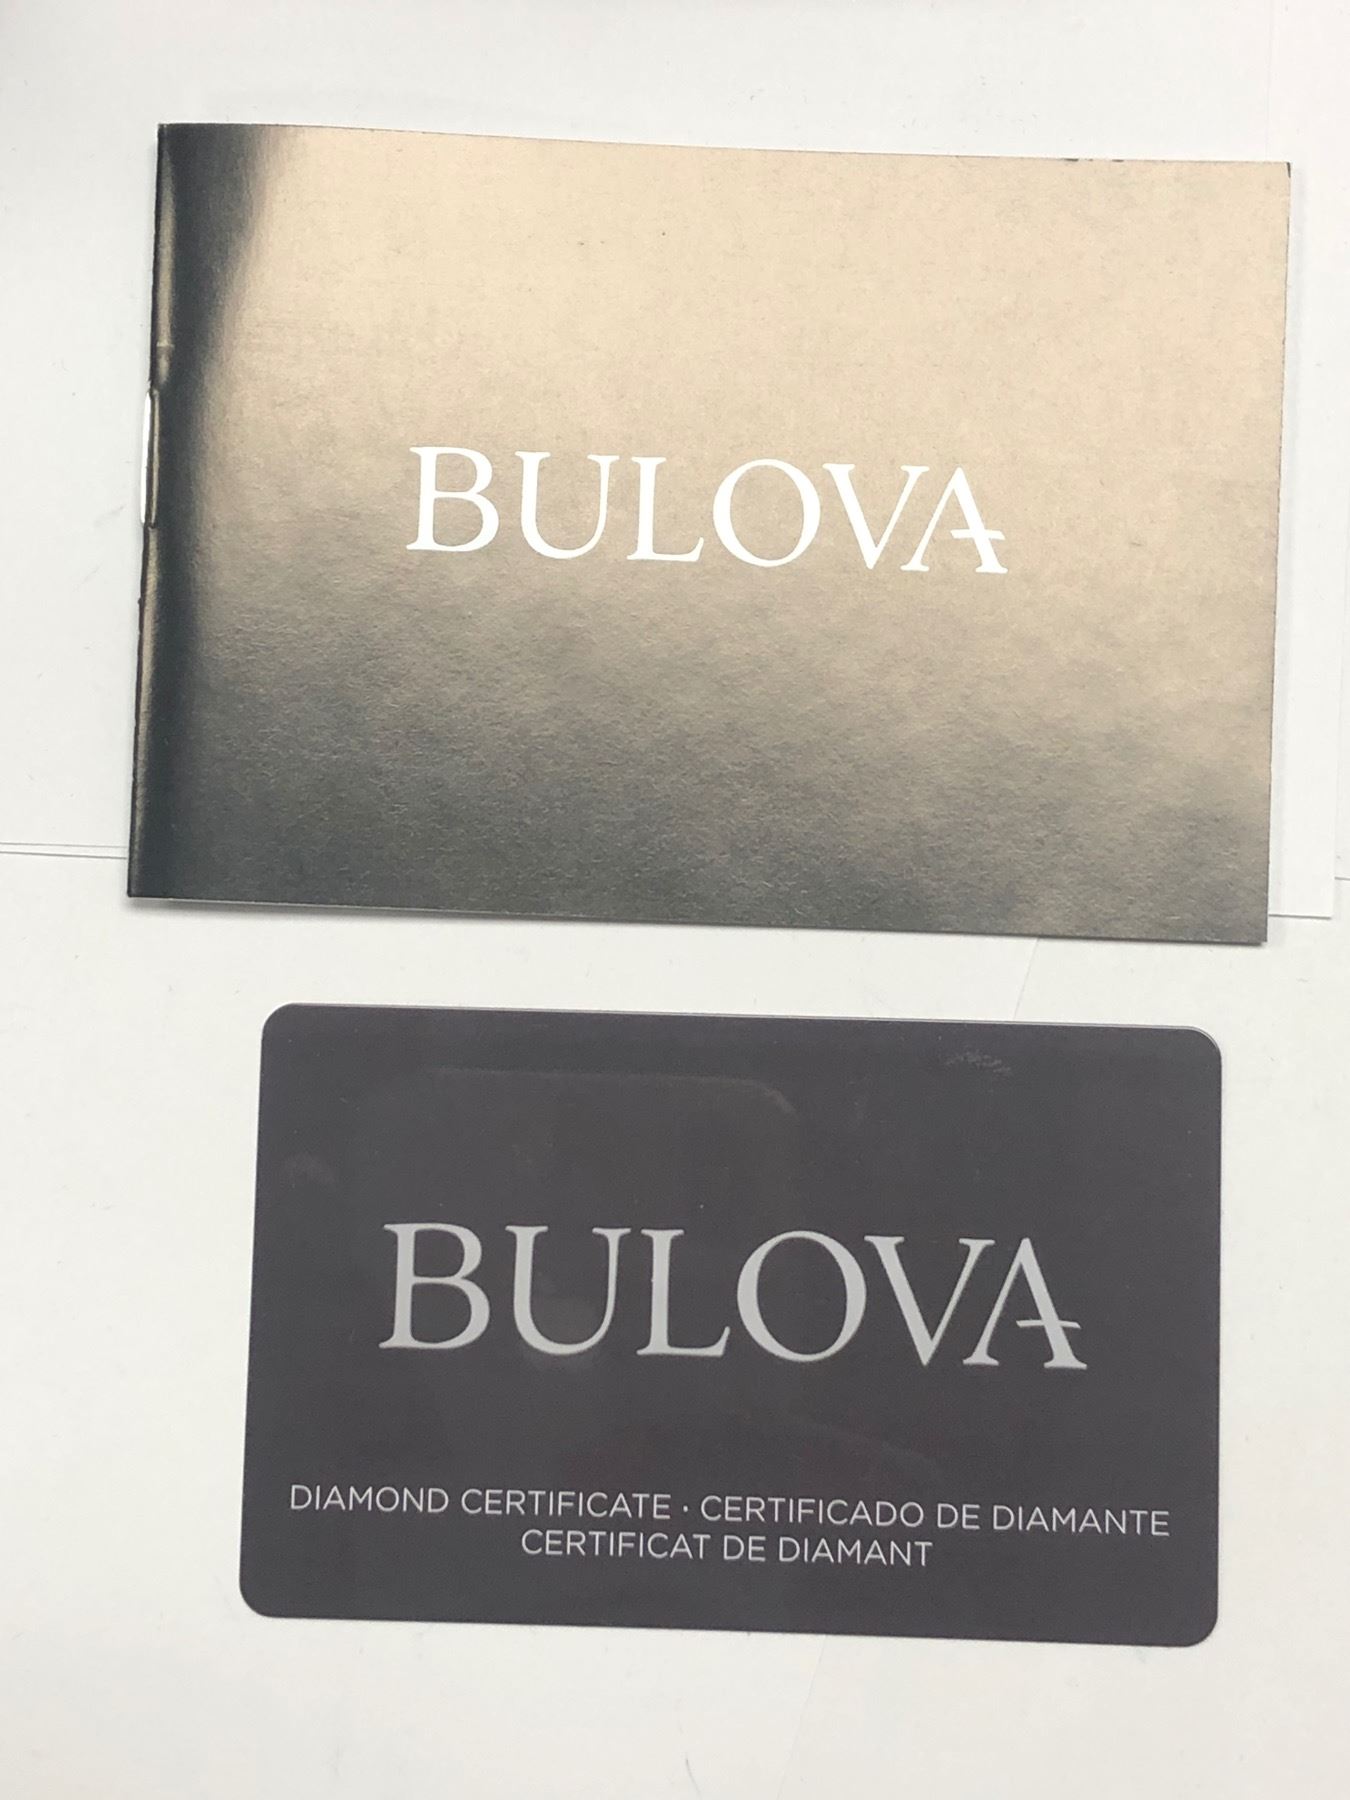 BULOVA
BULOVA
DIAMOND CERTIFICATE · CERTIFICADO DE DIAMANTE
CERTIFICAT DE DIAMANT